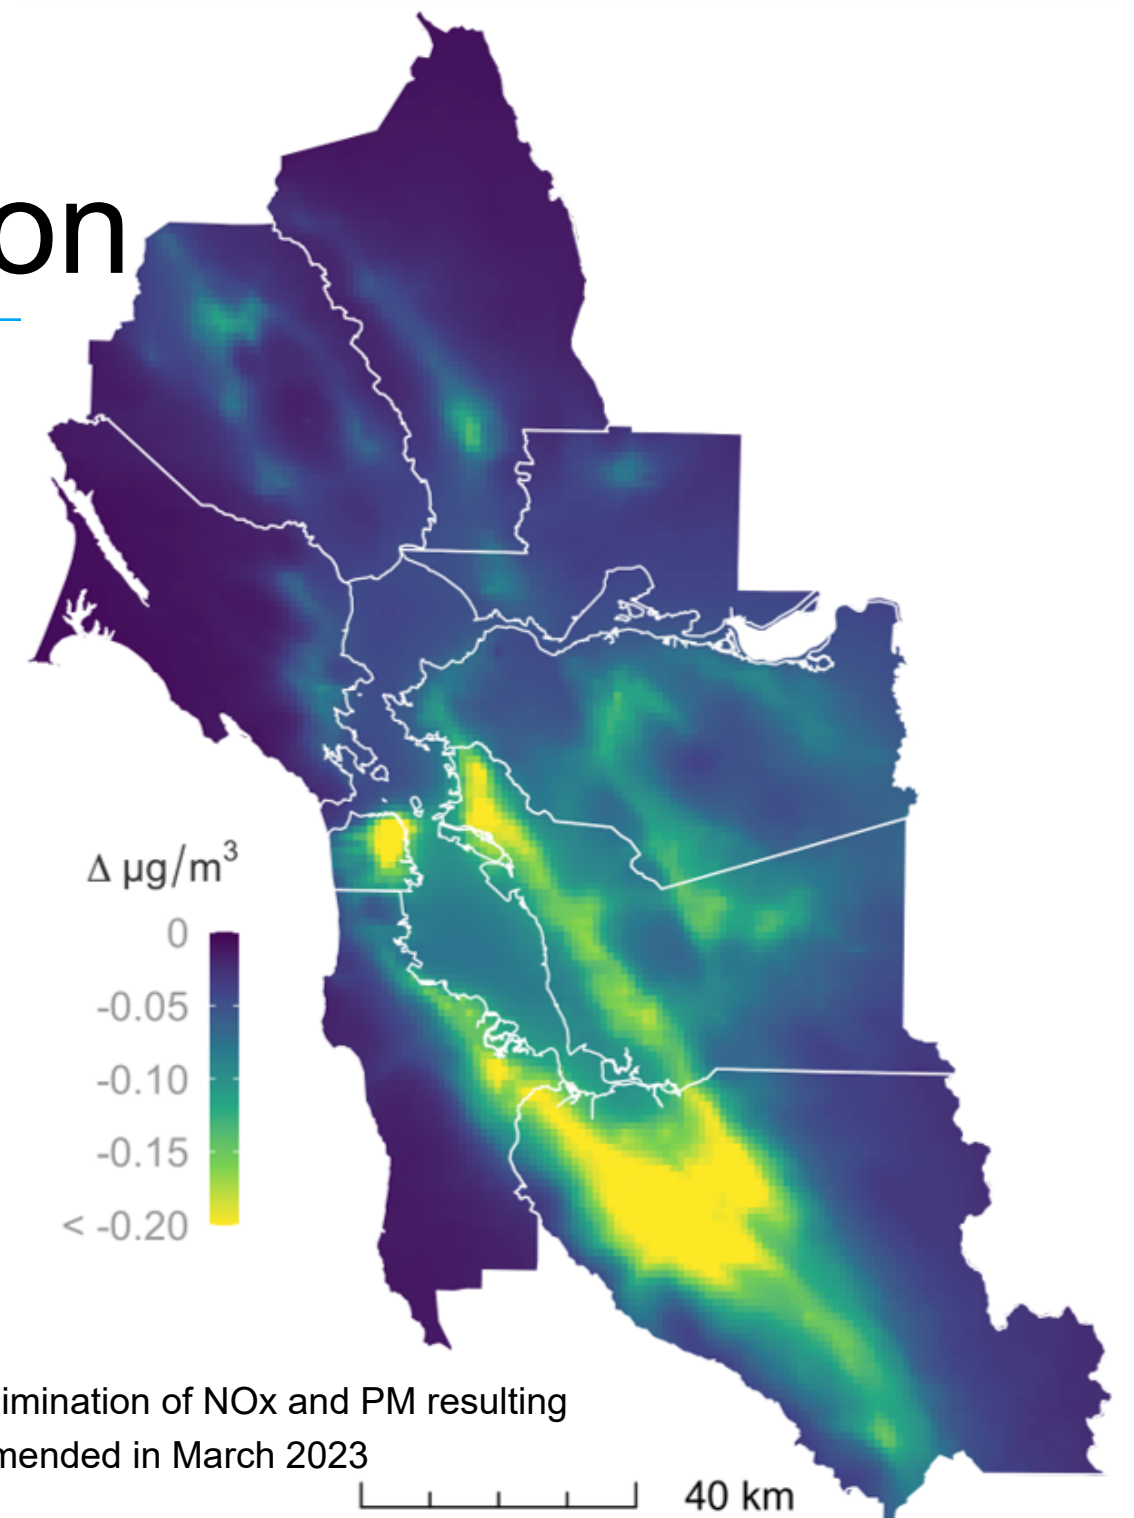 on
Δ µg/m³
0
-0.05
-0.10
-0.15
< -0.20
imination of NOx and PM resulting
mended in March 2023
40 km